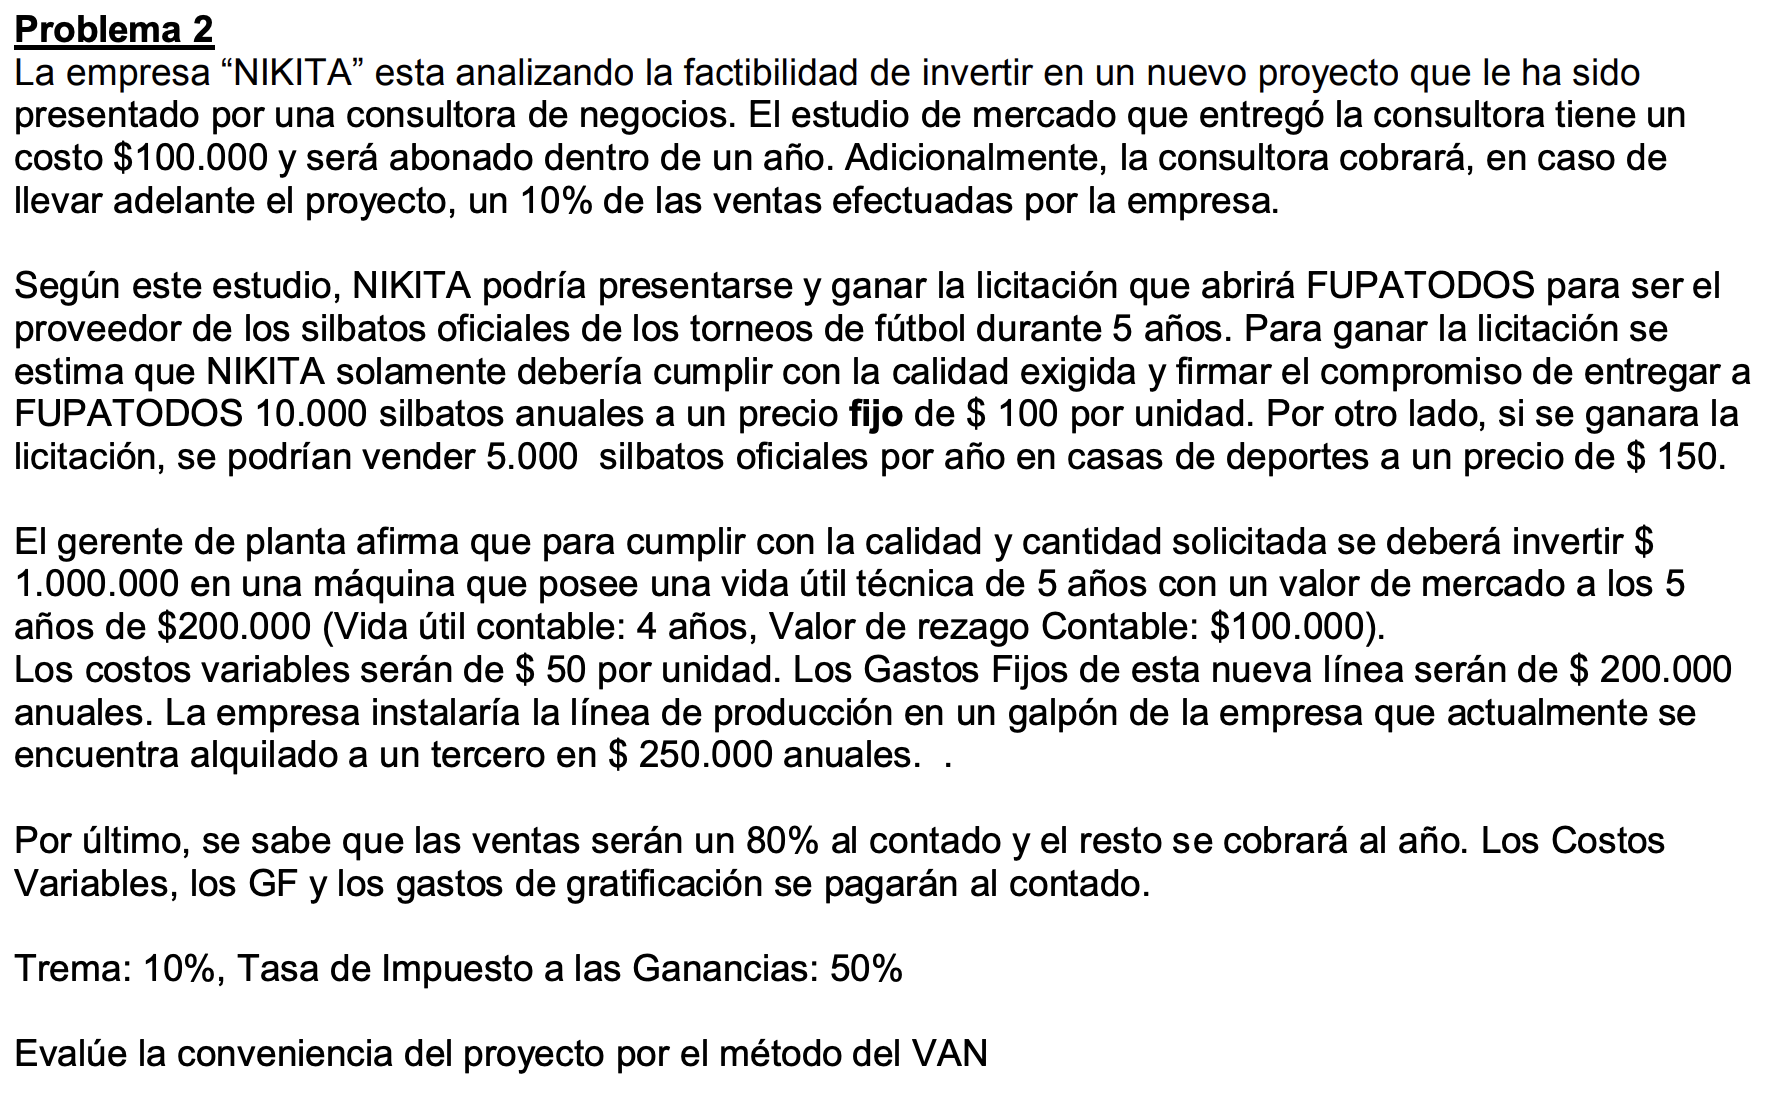 Problema 2
La empresa “NIKITA” esta analizando la factibilidad de invertir en un nuevo proyecto que le ha sido
presentado por una consultora de negocios. El estudio de mercado que entregó la consultora tiene un
costo $100.000 y será abonado dentro de un año. Adicionalmente, la consultora cobrará, en caso de
llevar adelante el proyecto, un 10% de las ventas efectuadas por la empresa.
Según este estudio, NIKITA podría presentarse y ganar la licitación que abrirá FUPATODOS para ser el
proveedor de los silbatos oficiales de los torneos de fútbol durante 5 años. Para ganar la licitación se
estima que NIKITA solamente debería cumplir con la calidad exigida y firmar el compromiso de entregar a
FUPATODOS 10.000 silbatos anuales a un precio fijo de $ 100 por unidad. Por otro lado, si se ganara la
licitación, se podrían vender 5.000  silbatos oficiales por año en casas de deportes a un precio de $ 150.
El gerente de planta afirma que para cumplir con la calidad y cantidad solicitada se deberá invertir $
1.000.000 en una máquina que posee una vida útil técnica de 5 años con un valor de mercado a los 5
años de $200.000 (Vida útil contable: 4 años, Valor de rezago Contable: $100.000).
Los costos variables serán de $ 50 por unidad. Los Gastos Fijos de esta nueva línea serán de $ 200.000
anuales. La empresa instalaría la línea de producción en un galpón de la empresa que actualmente se
encuentra alquilado a un tercero en $ 250.000 anuales.  .
Por último, se sabe que las ventas serán un 80% al contado y el resto se cobrará al año. Los Costos
Variables, los GF y los gastos de gratificación se pagarán al contado.
Trema: 10%, Tasa de Impuesto a las Ganancias: 50%
Evalúe la conveniencia del proyecto por el método del VAN